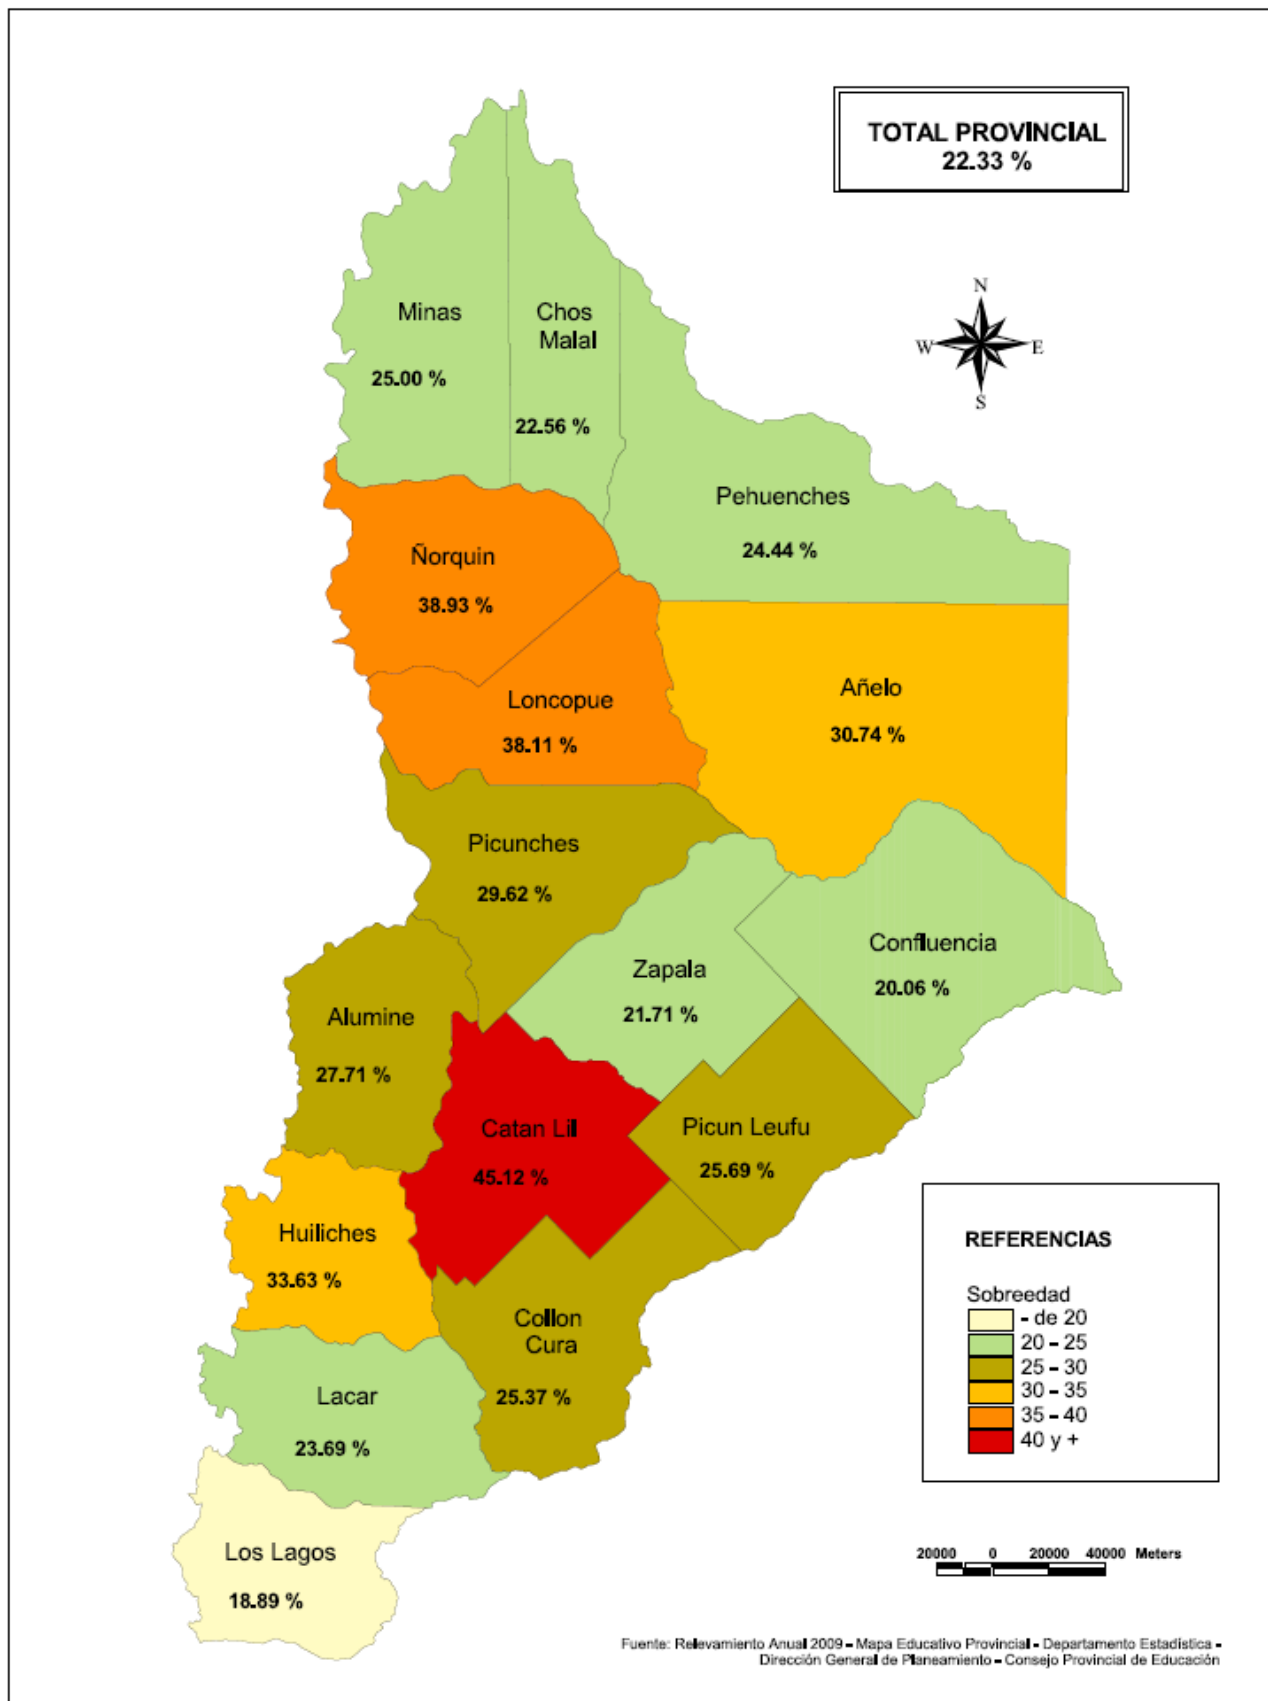 TOTAL PROVINCIAL
22.33 %
N
W
E
S
Minas
25.00 %
Chos
Malal
22.56 %
Pehuenches
24.44 %
Ñorquin
38.93 %
Loncopue
38.11 %
Añelo
30.74 %
Picunches
29.62 %
Zapala
21.71 %
Confluencia
20.06 %
Alumine
27.71 %
Catan Lil
45.12 %
Picun Leufu
25.69 %
Huiliches
33.63 %
Collon
Cura
25.37 %
Lacar
23.69 %
Los Lagos
18.89 %
REFERENCIAS
Sobreedad
- de 20
20 - 25
25 - 30
30 - 35
35 - 40
40 y +
20000 0 20000 40000 Meters
Fuente: Relevamiento Anual 2009 - Mapa Educativo Provincial - Departamento Estadística -
Dirección General de Planeamiento - Consejo Provincial de Educación